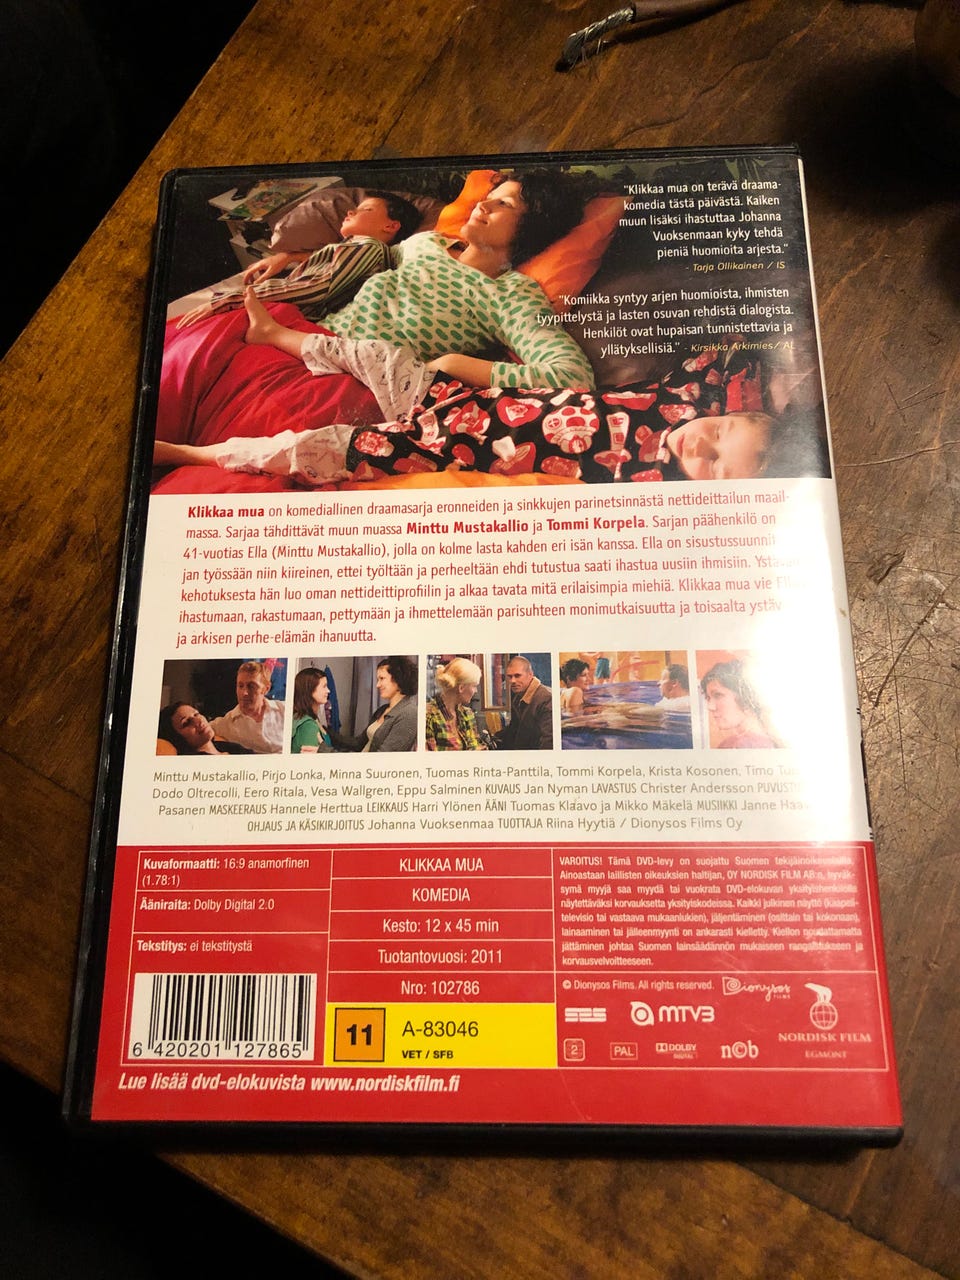 "Klikkaa mua on terävä draama-
komedia tästä päivästä. Kaiken
muun lisäksi ihastuttaa Johanna
Vuoksenmaan kyky tehdä
pieniä huomioita arjesta."
- Tarja Ollikainen / IS
"Komiikka syntyy arjen huomioista, ihmisten
tyypittelystä ja lasten osuvan rehdistä dialogista.
Henkilöt ovat hupaisan tunnistettavia ja
yllätyksellisiä." - Kirsikka Arkimies/ AL
Klikkaa mua on komediallinen draamasarja eronneiden ja sinkkujen parinetsinnästä nettideittailun maail-
massa. Sarjaa tähdittävät muun muassa Minttu Mustakallio ja Tommi Korpela. Sarjan päähenkilö on
41-vuotias Ella (Minttu Mustakallio), jolla on kolme lasta kahden eri isän kanssa. Ella on sisustussuunnit
jan työssään niin kiireinen, ettei työltään ja perheeltään ehdi tutustua saati ihastua uusiin ihmisiin.
kehotuksesta hän luo oman nettideittiprofiilin ja alkaa tavata mitä erilaisimpia miehiä. Klikkaa mua vie
ihastumaan, rakastumaan, pettymään ja ihmettelemään parisuhteen monimutkaisuutta ja toisaalta
ja arkisen perhe-elämän ihanuutta.
Minttu Mustakallio, Pirjo Lonka, Minna Suuronen, Tuomas Rinta-Panttila, Tommi Korpela, Krista Kosonen, Timo
Dodo Oltrecolli, Eero Ritala, Vesa Wallgren, Eppu Salminen KUVAUS Jan Nyman LAVASTUS Christer Andersson
Pasanen MASKEERAUS Hannele Herttua LEIKKAUS Harri Ylönen ÄÄNI Tuomas Klaavo ja Mikko Mäkelä MUSIIKKI Janne
OHJAUS JA KÄSIKIRJOITUS Johanna Vuoksenmaa TUOTTAJA Riina Hyytiä / Dionysos Films Oy
Kuvaformaatti: 16:9 anamorfinen
(1.78:1)
Ääniraita: Dolby Digital 2.0
Tekstitys: ei tekstitystä
6 420201 127865
KLIKKAA MUA
KOMEDIA
Kesto: 12 x 45 min
Tuotantovuosi: 2011
Nro: 102786
11 A-83046
VET / SFB
VAROITUS! Tämä DVD-levy on suojattu Suomen tekijäinoikeuslailla.
Ainoastaan laillisten oikeuksien haltijan, OY NORDISK FILM AB:n, hyväk-
symä myyjä saa myydä tai vuokrata DVD-elokuvan yksityishenkilölle
näytettäväksi korvauksetta yksityiskodeissa. Kaikki julkinen näyttö (kaapeli-
televisio tai vastaava mukaanlukien), jäljentäminen (osittain tai kokonaan),
lainaaminen tai jälleenmyynti on ankarasti kielletty. Kiellon noudattamatta
jättäminen johtaa Suomen lainsäädännön mukaiseen rangaistukseen ja
korvausvelvoitteeseen.
© Dionysos Films. All rights reserved. Dionysos
FILMS
SES MTV3
NORDISK FILM
EGMONT
2 PAL DOLBY
DIGITAL
n©b
Lue lisää dvd-elokuvista www.nordiskfilm.fi